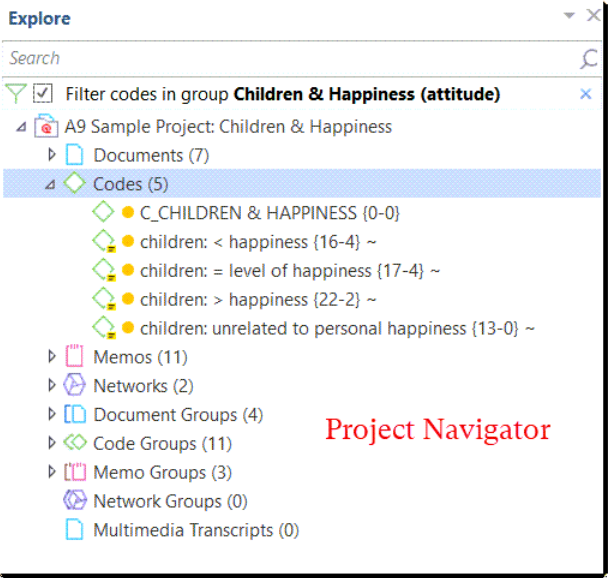 Explore
Search
Filter codes in group Children & Happiness (attitude)
A9 Sample Project: Children & Happiness
Documents (7)
Codes (5)
C_CHILDREN & HAPPINESS {0-0}
children: < happiness {16-4} ~
children: = level of happiness {17-4} ~
children: > happiness {22-2} ~
children: unrelated to personal happiness {13-0} ~
Memos (11)
Networks (2)
Document Groups (4)
Project Navigator
Code Groups (11)
Memo Groups (3)
Network Groups (0)
Multimedia Transcripts (0)